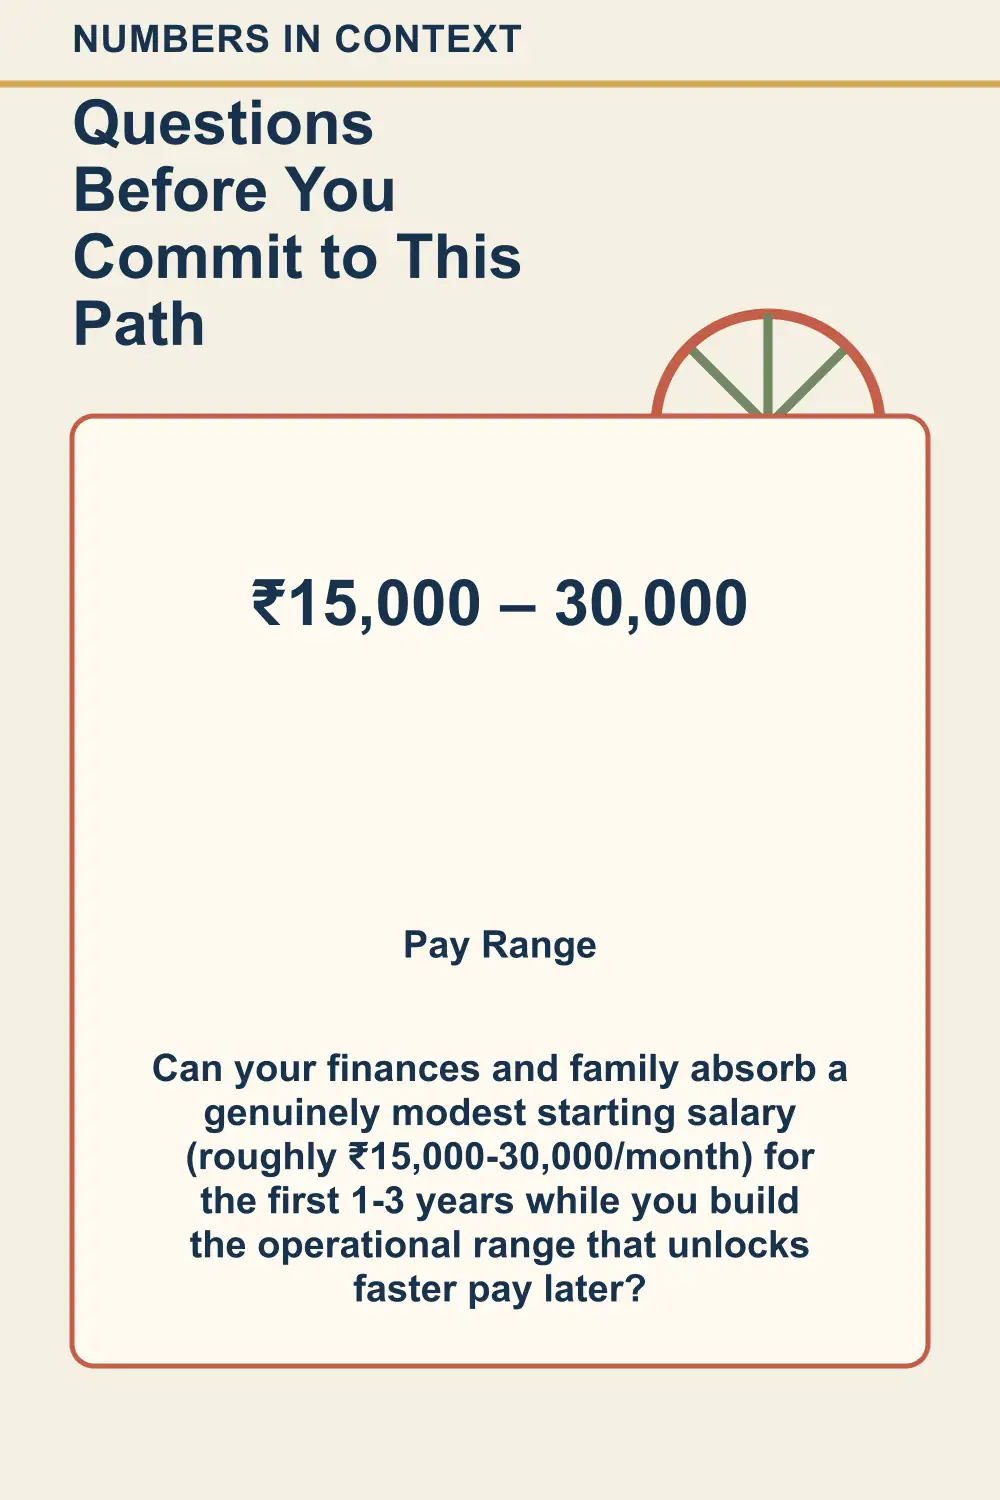 NUMBERS IN CONTEXT
Questions
Before You
Commit to This
Path
₹15,000 – 30,000
Pay Range
Can your finances and family absorb a
genuinely modest starting salary
(roughly ₹15,000-30,000/month) for
the first 1-3 years while you build
the operational range that unlocks
faster pay later?